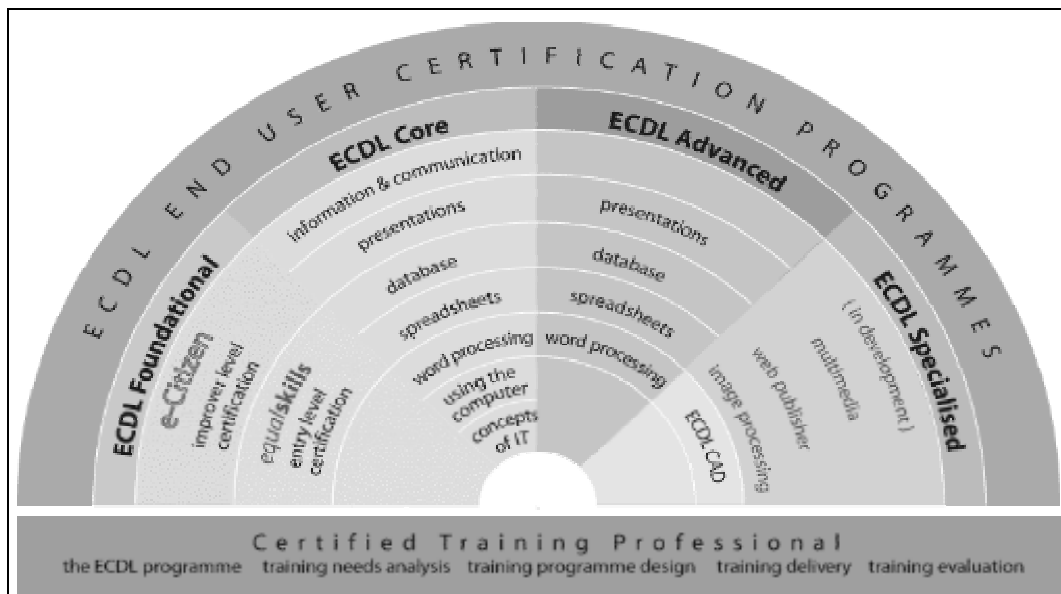 ECDL END USER CERTIFICATION PROGRAMMES
ECDL Foundational
e-Citizen
improver level
certification
equalskills
entry level
certification
ECDL Core
information & communication
presentations
database
spreadsheets
word processing
using the
computer
concepts
of IT
ECDL Advanced
presentations
database
spreadsheets
word processing
ECDL Specialised
( in development )
multimedia
web publisher
image processing
ECDL CAD
Certified Training Professional
the ECDL programme training needs analysis training programme design training delivery training evaluation